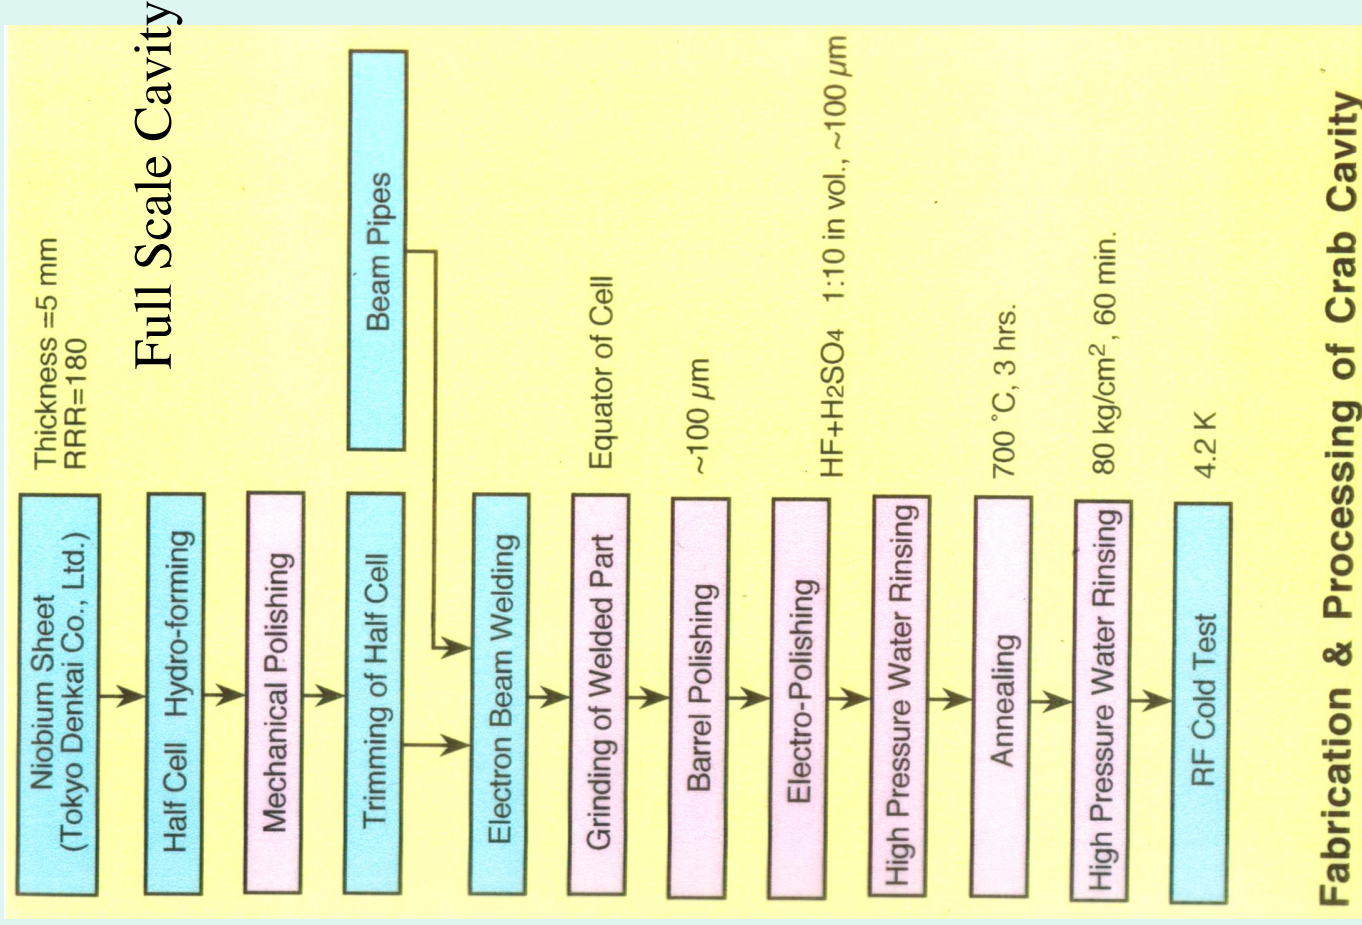 Full Scale Cavity
Niobium Sheet
(Tokyo Denkai Co., Ltd.)
Thickness =5 mm
RRR=180
Half Cell Hydro-forming
Mechanical Polishing
Trimming of Half Cell
Beam Pipes
Electron Beam Welding
Grinding of Welded Part
Equator of Cell
Barrel Polishing
~100 µm
Electro-Polishing
HF+H2SO4 1:10 in vol., ~100 µm
High Pressure Water Rinsing
Annealing
700 °C, 3 hrs.
High Pressure Water Rinsing
80 kg/cm², 60 min.
RF Cold Test
4.2 K
Fabrication & Processing of Crab Cavity